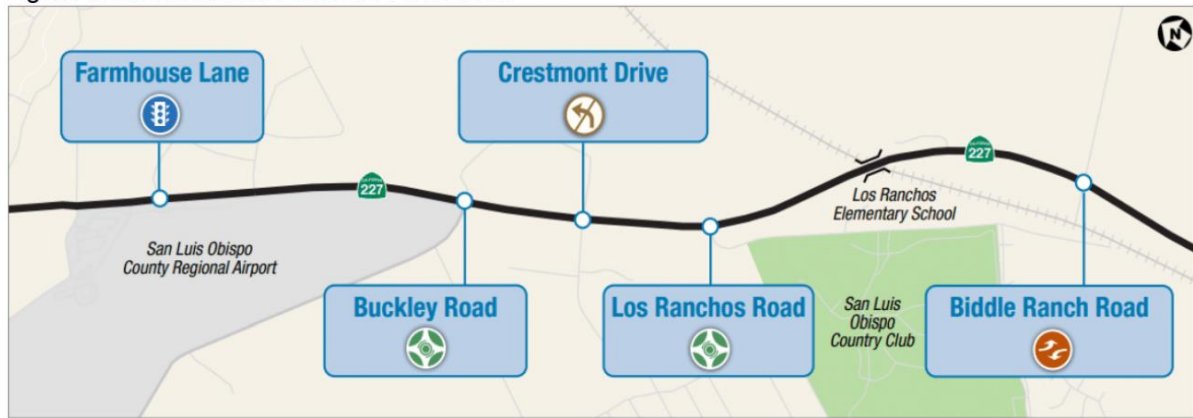 N
Farmhouse Lane
Crestmont Drive
227
227
Los Ranchos
Elementary School
San Luis Obispo
County Regional Airport
Buckley Road
Los Ranchos Road
San Luis
Obispo
Country Club
Biddle Ranch Road